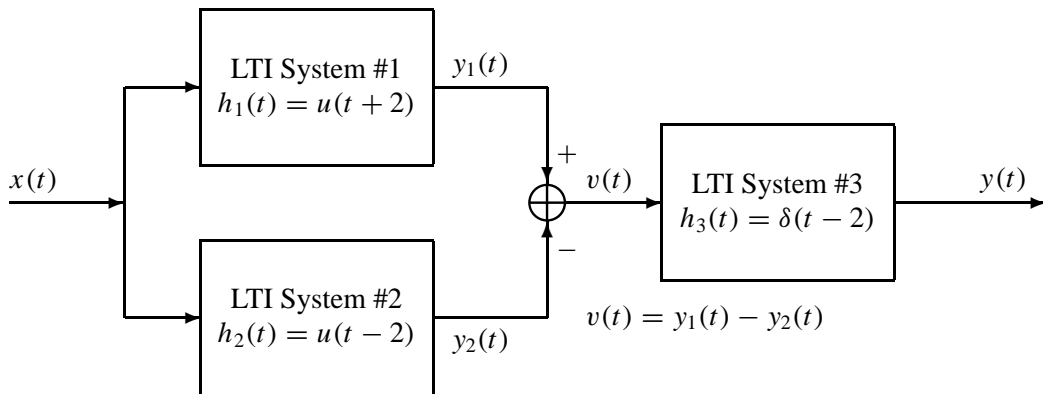 LTI System #1
h₁(t) = u(t + 2)
y₁(t)
x(t)
+
v(t)
LTI System #3
h₃(t) = δ(t − 2)
y(t)
−
LTI System #2
h₂(t) = u(t − 2)
y₂(t)
v(t) = y₁(t) − y₂(t)